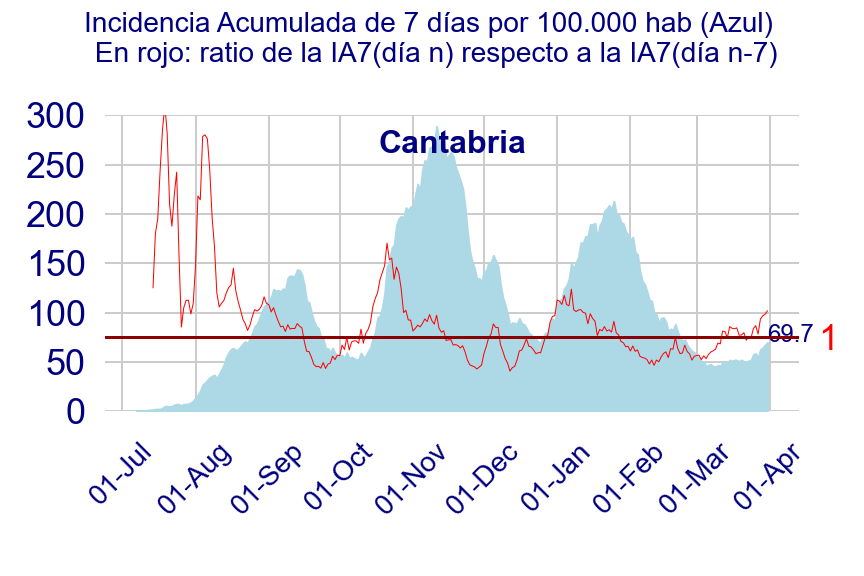 Incidencia Acumulada de 7 días por 100.000 hab (Azul)
En rojo: ratio de la IA7(día n) respecto a la IA7(día n-7)
Cantabria
300
250
200
150
100
50
0
69.7
1
01-Jul
01-Aug
01-Sep
01-Oct
01-Nov
01-Dec
01-Jan
01-Feb
01-Mar
01-Apr